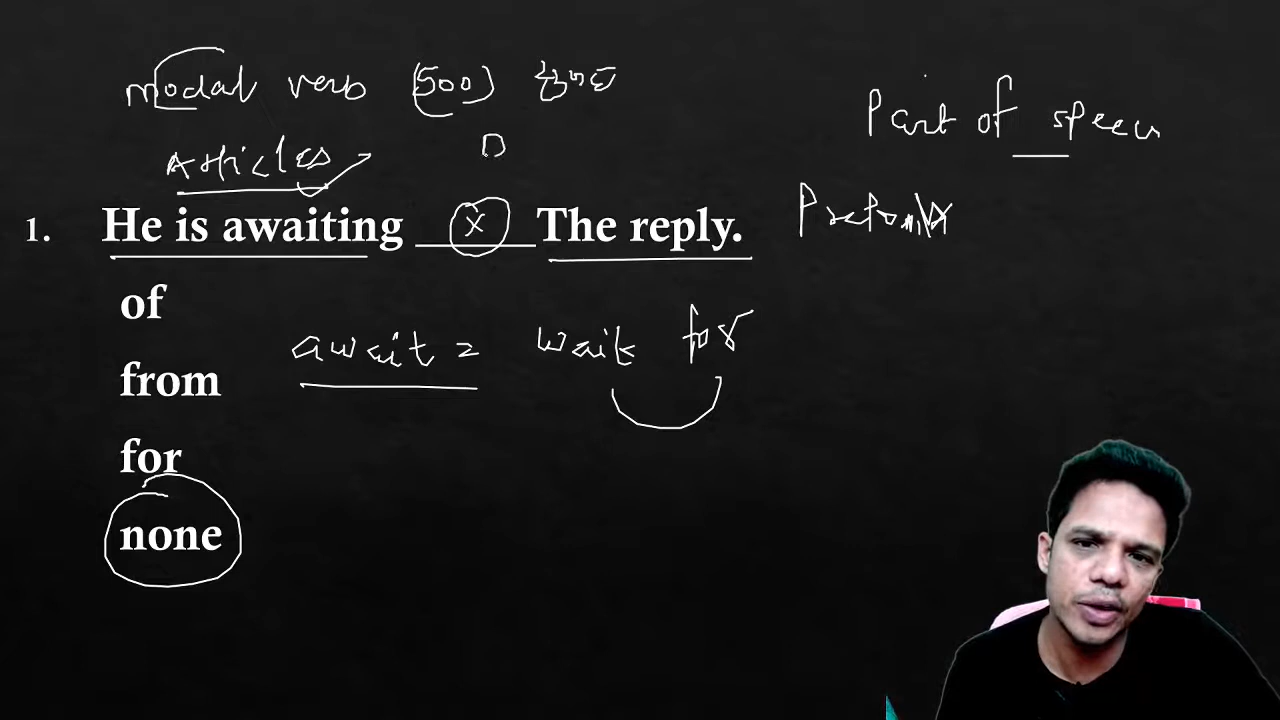 modal verb (500)
Part of speech
Articles
1. He is awaiting ___x___ The reply.
of
await = wait for
from
for
none